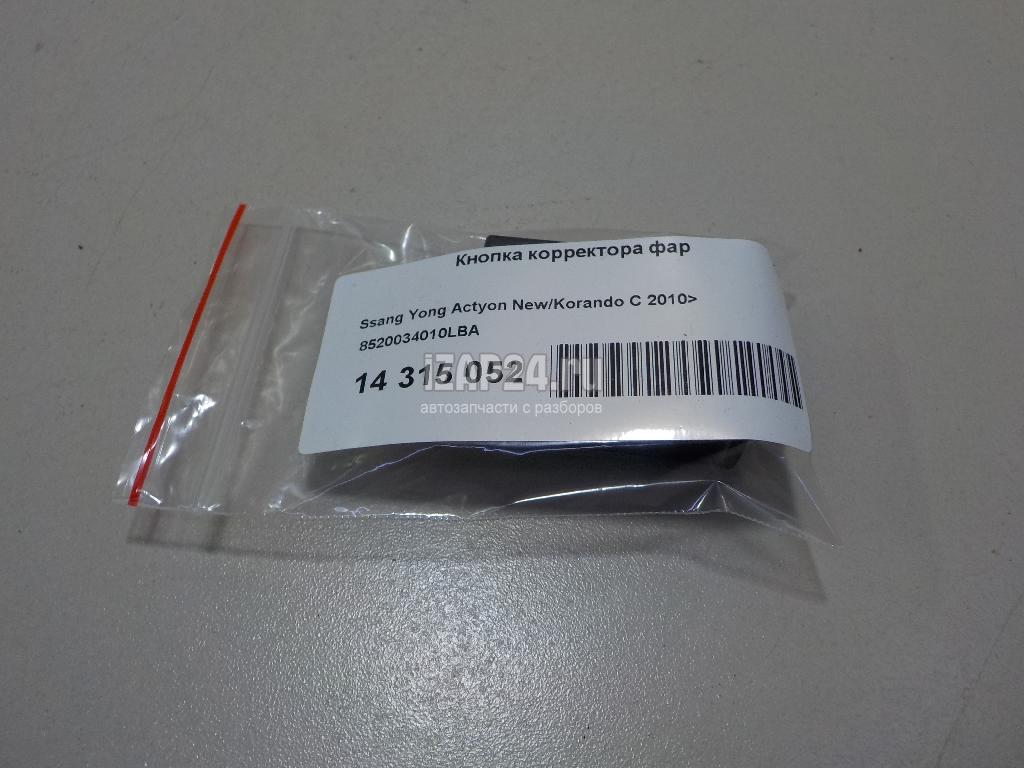 Кнопка корректора фар
Ssang Yong Actyon New/Korando C 2010>
8520034010LBA
14 315 052
iZAP24.ru
автозапчасти с разборов